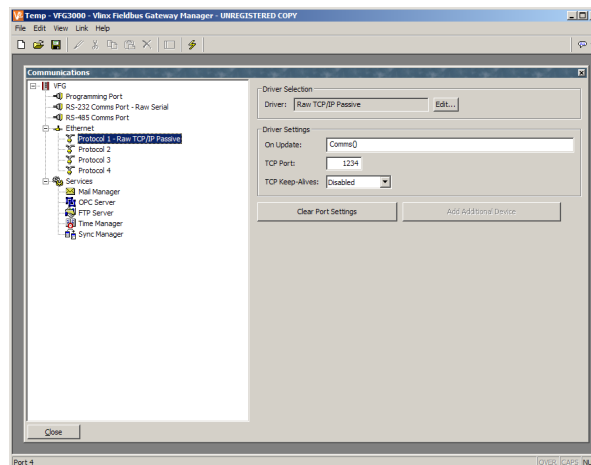 Temp - VFG3000 - Vinx Fieldbus Gateway Manager - UNREGISTERED COPY
File Edit View Link Help
Communications
VFG
Programming Port
RS-232 Comms Port - Raw Serial
RS-485 Comms Port
Ethernet
Protocol 1 - Raw TCP/IP Passive
Protocol 2
Protocol 3
Protocol 4
Services
Mail Manager
OPC Server
FTP Server
Time Manager
Sync Manager
Driver Selection
Driver: Raw TCP/IP Passive Edit...
Driver Settings
On Update: Comms()
TCP Port: 1234
TCP Keep-Alives: Disabled
Clear Port Settings Add Additional Device
Close
Port 4 OVER CAPS NU